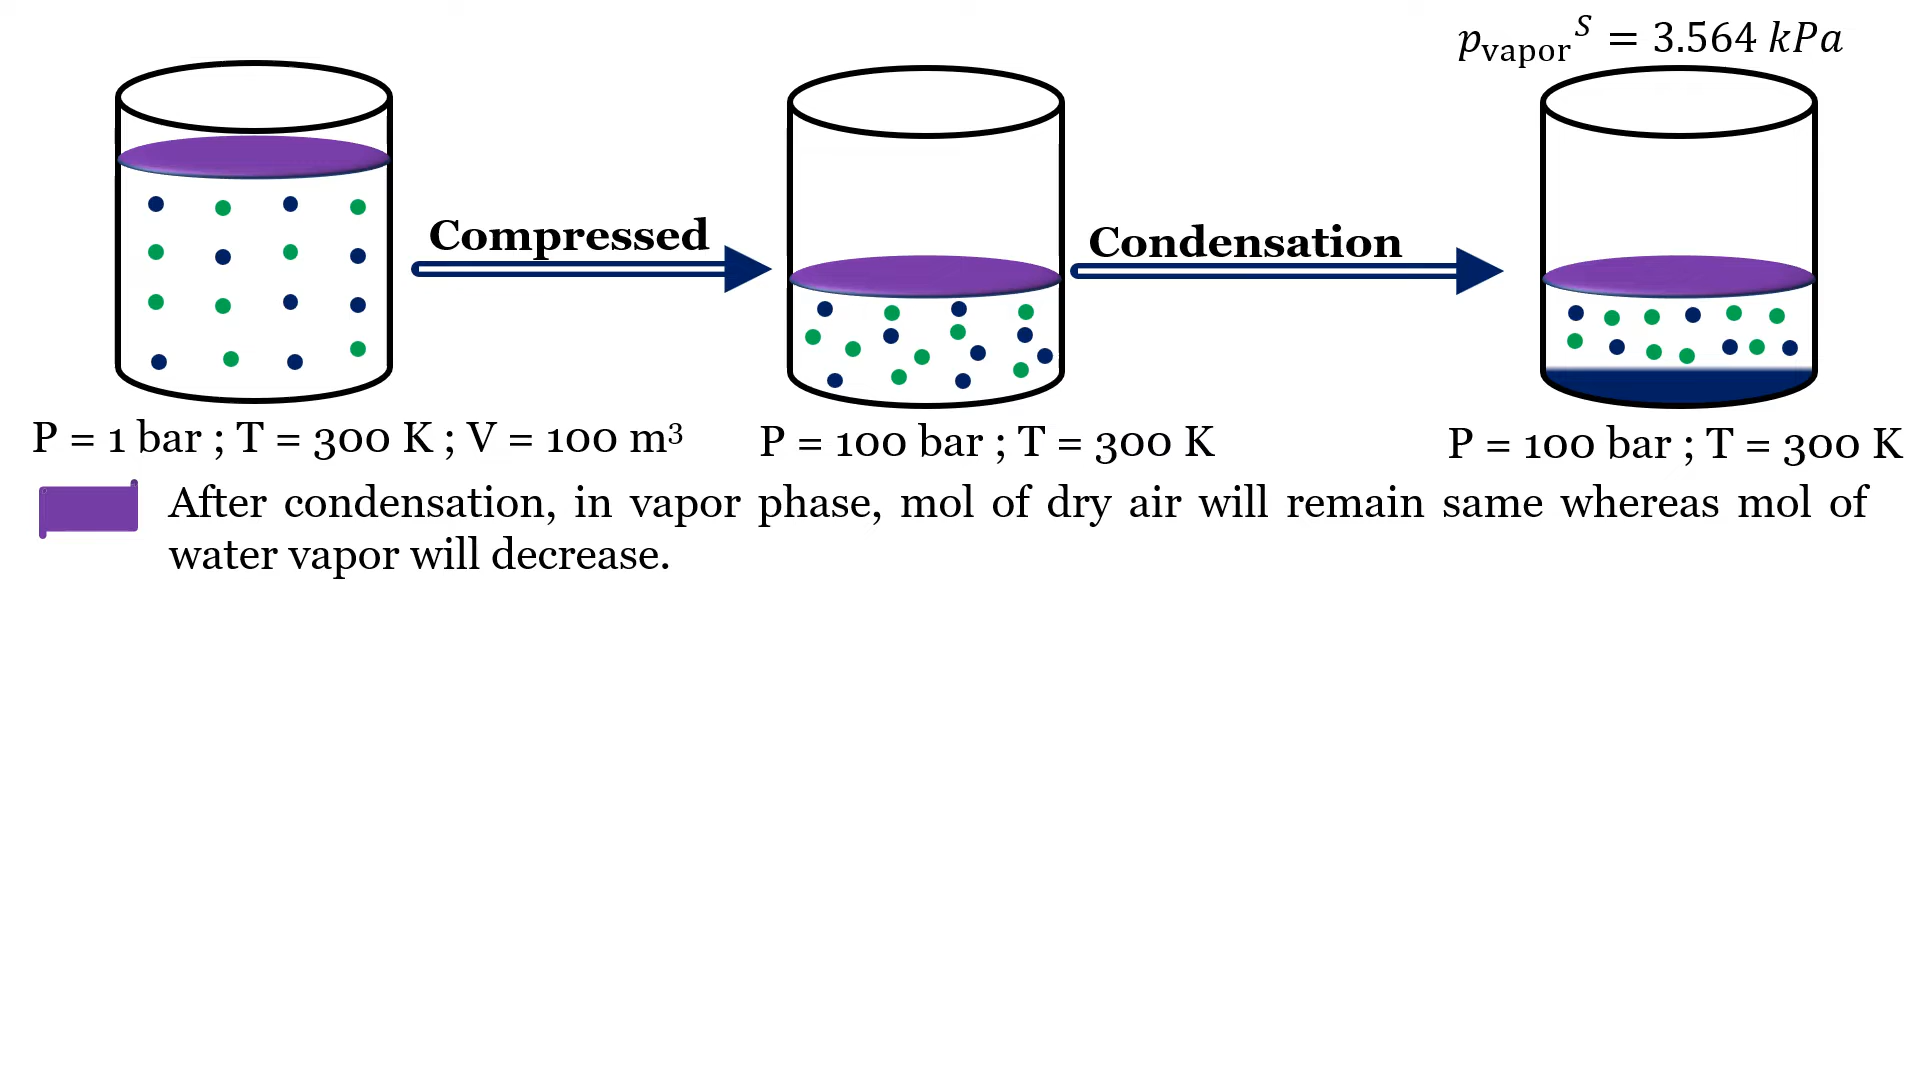 p_vapor^S = 3.564 kPa
Compressed
Condensation
P = 1 bar ; T = 300 K ; V = 100 m³
P = 100 bar ; T = 300 K
P = 100 bar ; T = 300 K
After condensation, in vapor phase, mol of dry air will remain same whereas mol of
water vapor will decrease.